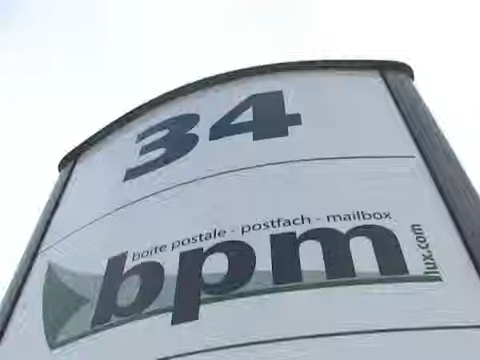 34
boite postale - postfach - mailbox
bpm
lux.com